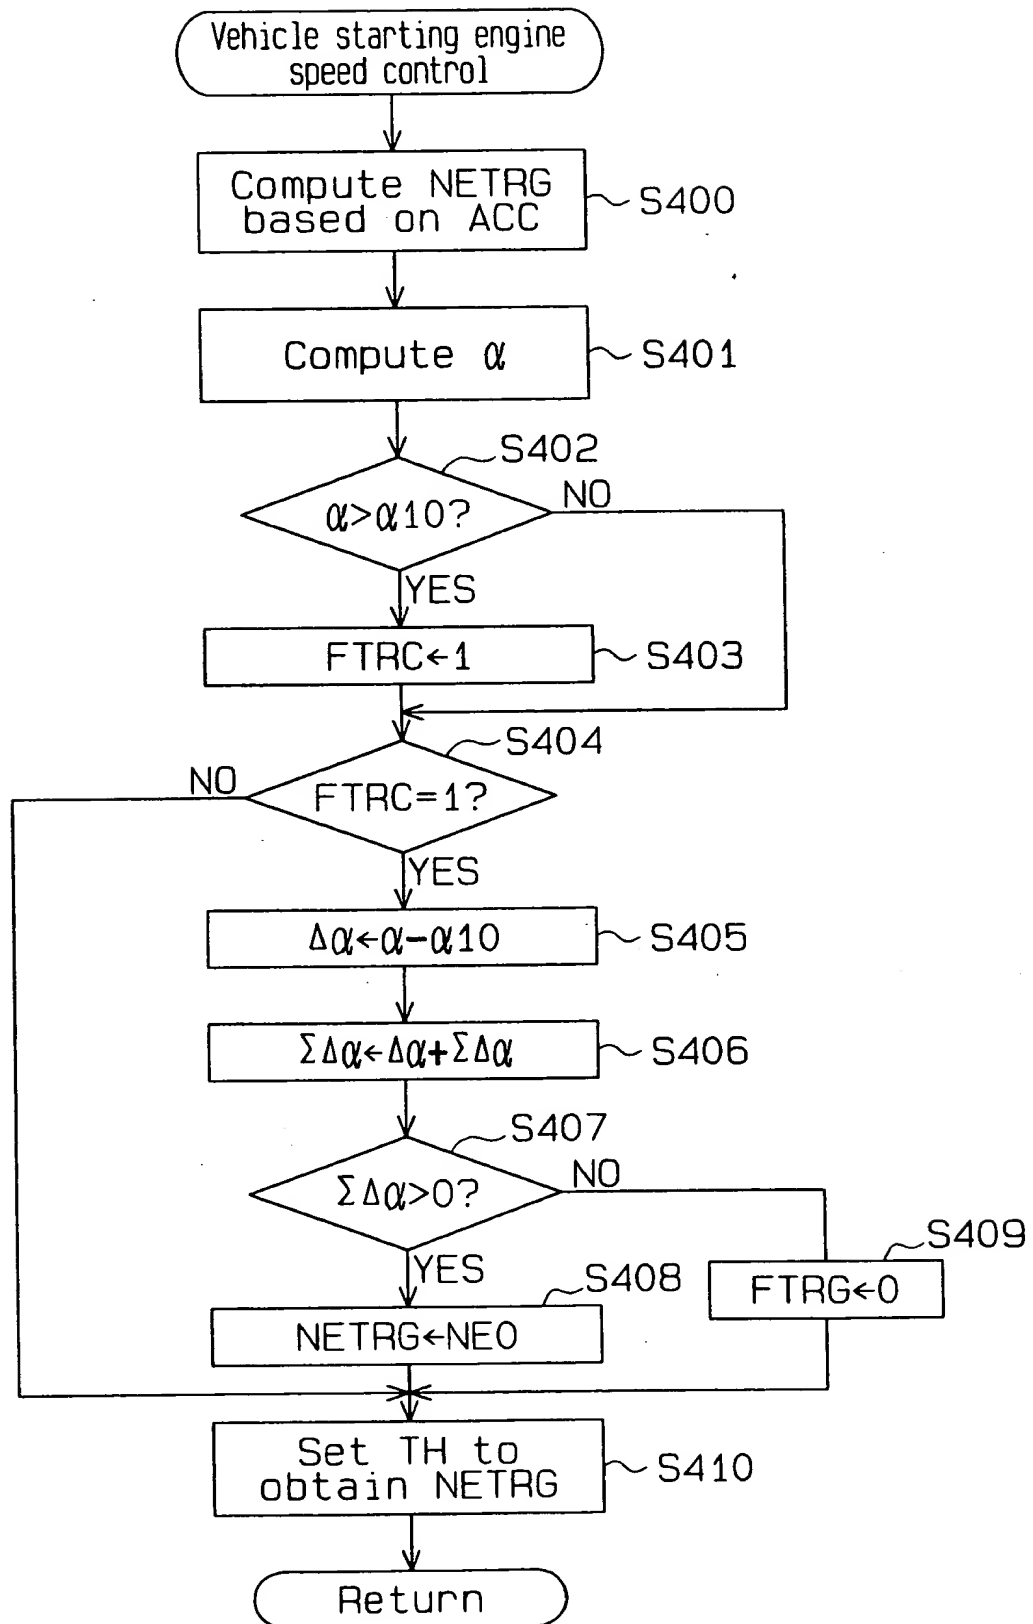 Vehicle starting engine
speed control
Compute NETRG
based on ACC
S400
Compute α
S401
S402
α>α10?
NO
YES
FTRC←1
S403
S404
NO
FTRC=1?
YES
Δα←α-α10
S405
ΣΔα←Δα+ΣΔα
S406
S407
ΣΔα>0?
NO
YES
S409
FTRG←0
S408
NETRG←NE0
Set TH to
obtain NETRG
S410
Return